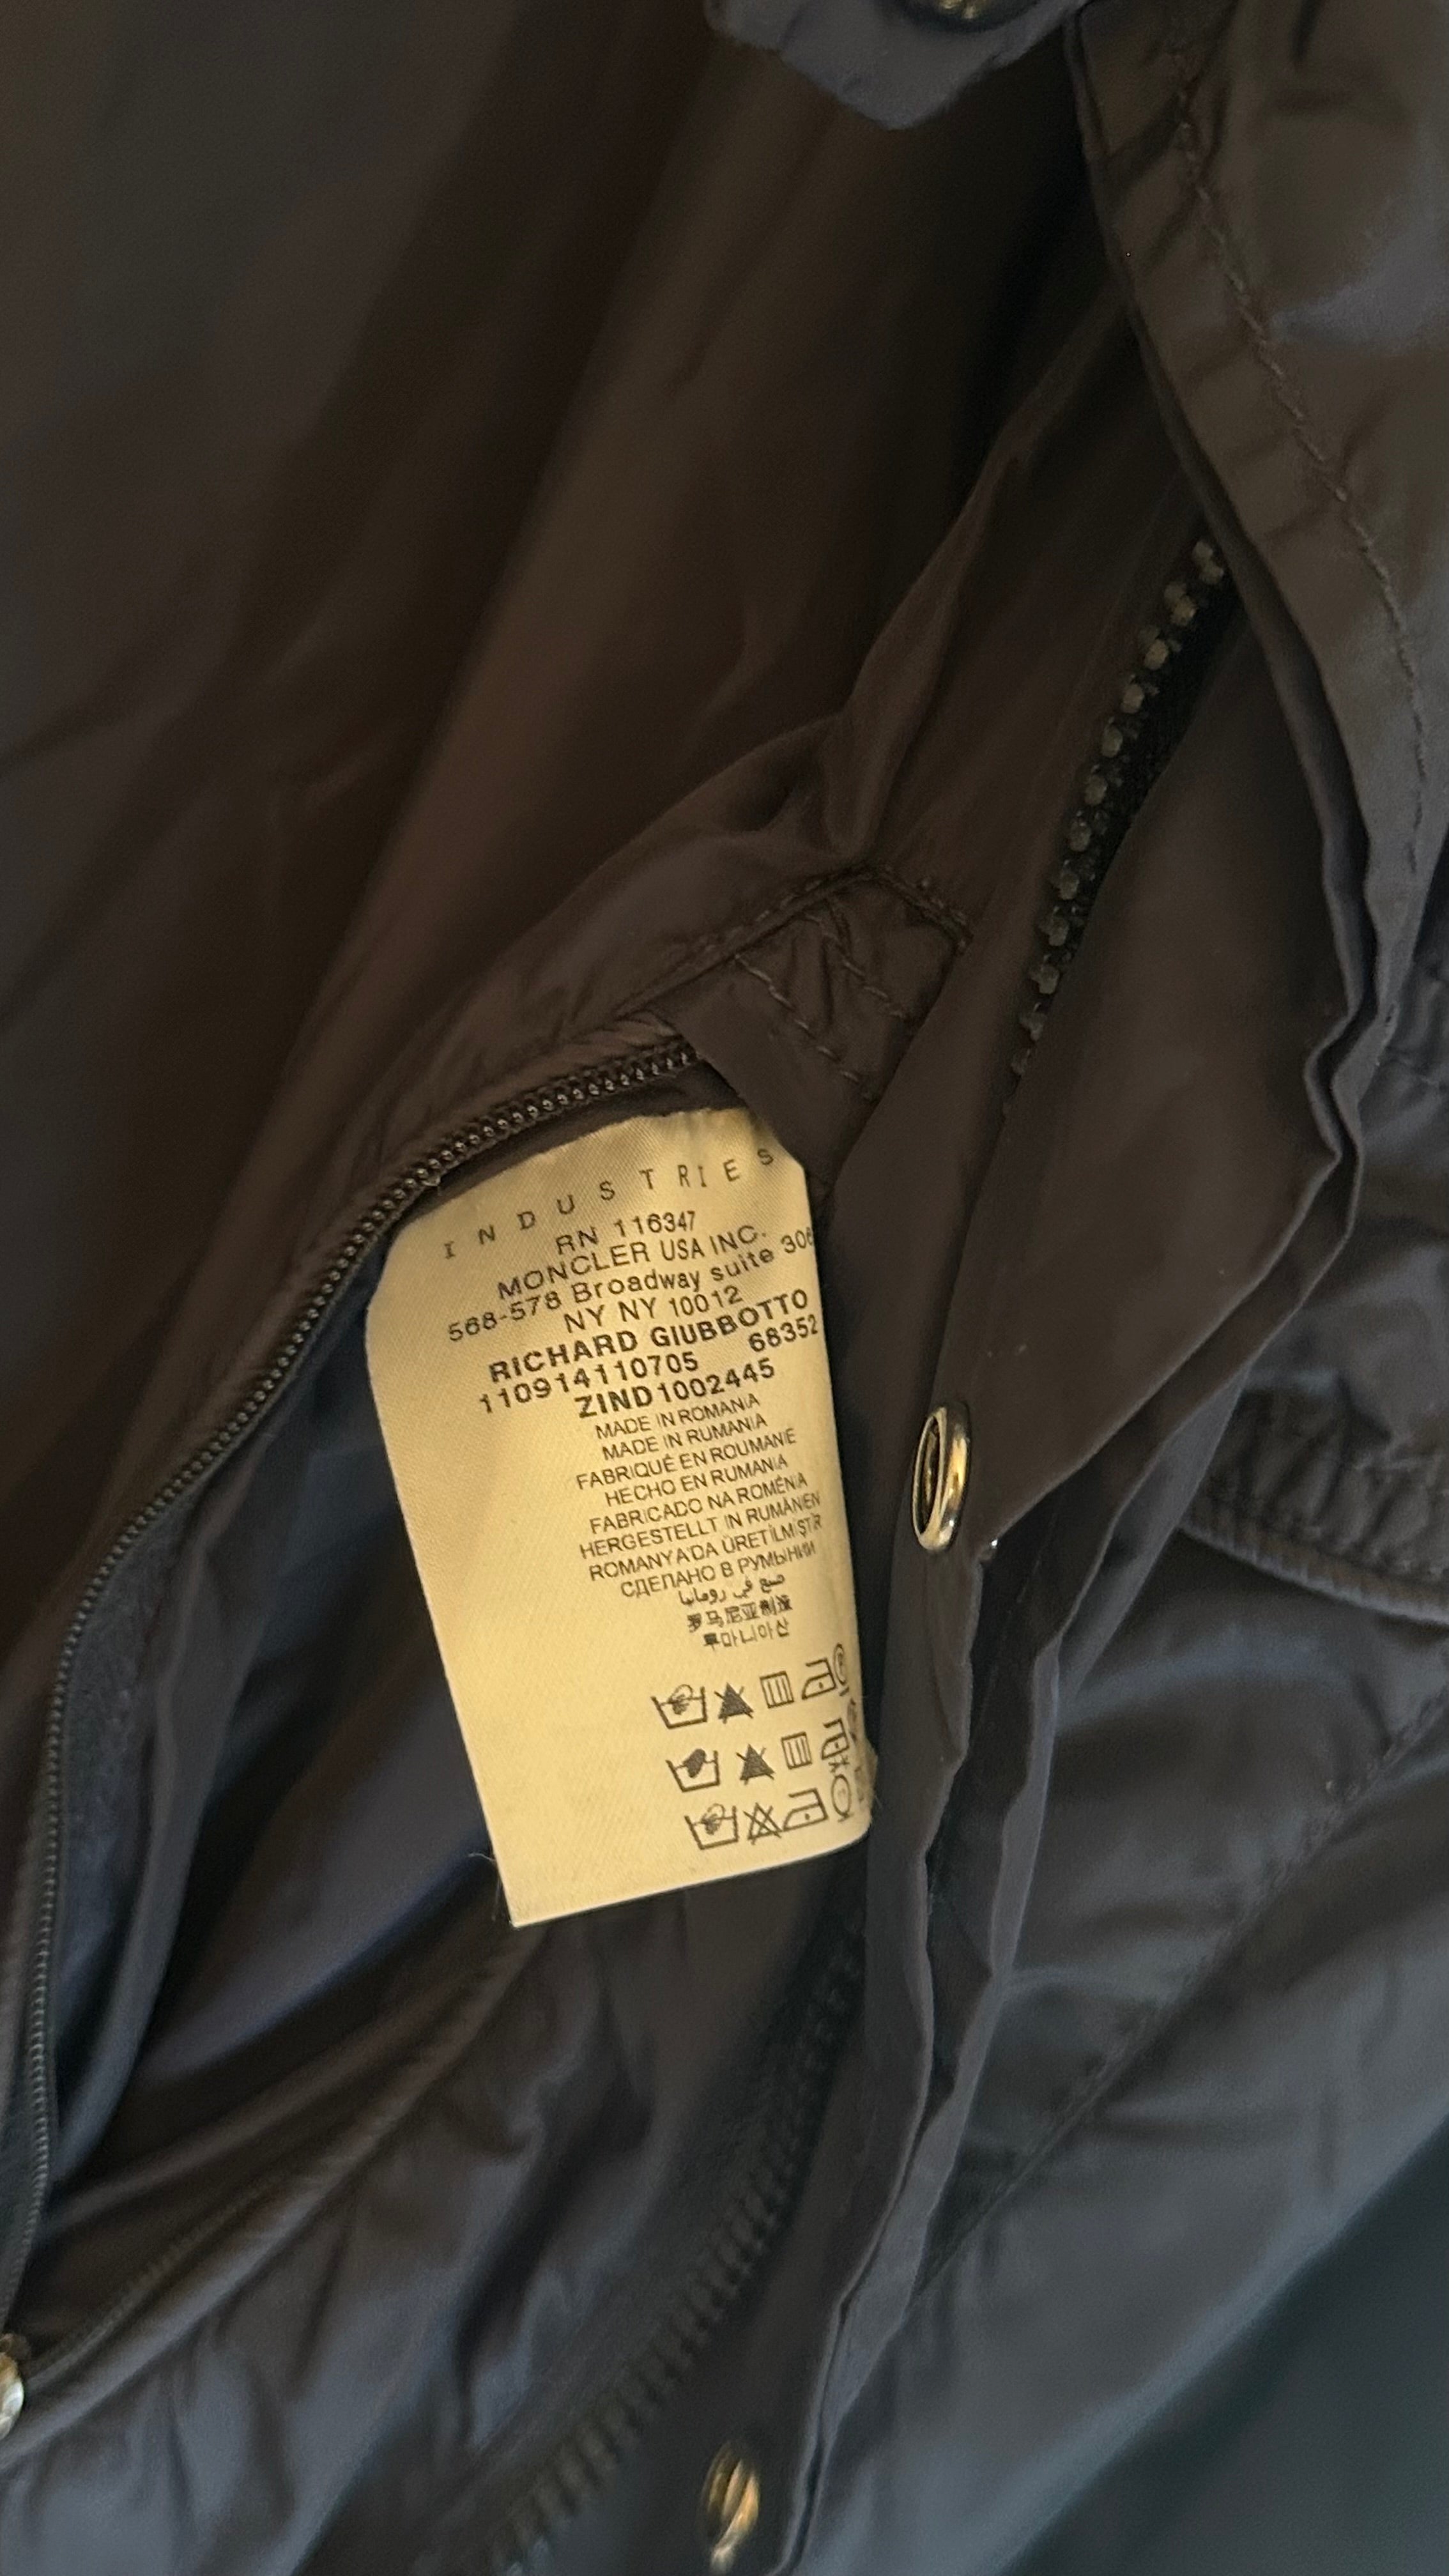 INDUSTRIES
RN 116347
MONCLER USA INC.
568-578 Broadway suite 306
NY NY 10012
RICHARD GIUBBOTTO
110914110705 68352
ZIND1002445
MADE IN ROMANIA
MADE IN RUMANIA
FABRIQUÉ EN ROUMANIE
HECHO EN RUMANIA
FABRICADO NA ROMÉNIA
HERGESTELLT IN RUMÄNIEN
ROMANYA'DA ÜRETİLMİŞTİR
СДЕЛАНО В РУМЫНИИ
صنع في رومانيا
罗马尼亚制造
루마니아산